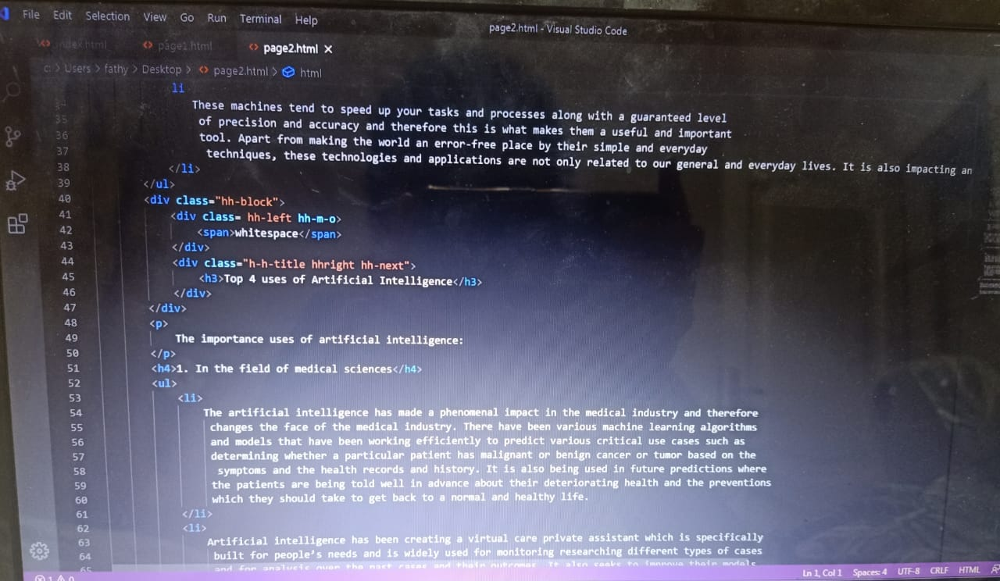 File Edit Selection View Go Run Terminal Help
page2.html - Visual Studio Code
index.html page1.html page2.html ×
c: > Users > fathy > Desktop > <> page2.html > html
li
These machines tend to speed up your tasks and processes along with a guaranteed level
35 of precision and accuracy and therefore this is what makes them a useful and important
36 tool. Apart from making the world an error-free place by their simple and everyday
37 techniques, these technologies and applications are not only related to our general and everyday lives. It is also impacting an
38 </li>
39 </ul>
40 <div class="hh-block">
41 <div class= hh-left hh-m-o>
42 <span>whitespace</span>
43 </div>
44 <div class="h-h-title hhright hh-next">
45 <h3>Top 4 uses of Artificial Intelligence</h3>
46 </div>
47 </div>
48 <p>
49 The importance uses of artificial intelligence:
50 </p>
51 <h4>1. In the field of medical sciences</h4>
52 <ul>
53 <li>
54 The artificial intelligence has made a phenomenal impact in the medical industry and therefore
55 changes the face of the medical industry. There have been various machine learning algorithms
56 and models that have been working efficiently to predict various critical use cases such as
57 determining whether a particular patient has malignant or benign cancer or tumor based on the
58 symptoms and the health records and history. It is also being used in future predictions where
59 the patients are being told well in advance about their deteriorating health and the preventions
60 which they should take to get back to a normal and healthy life.
61 </li>
62 <li>
63 Artificial intelligence has been creating a virtual care private assistant which is specifically
64 built for people's needs and is widely used for monitoring researching different types of cases
65 and for analysis over the past cases and their outcomes. It also seeks to improve their models
1 0 Ln 1, Col 1 Spaces: 4 UTF-8 CRLF HTML